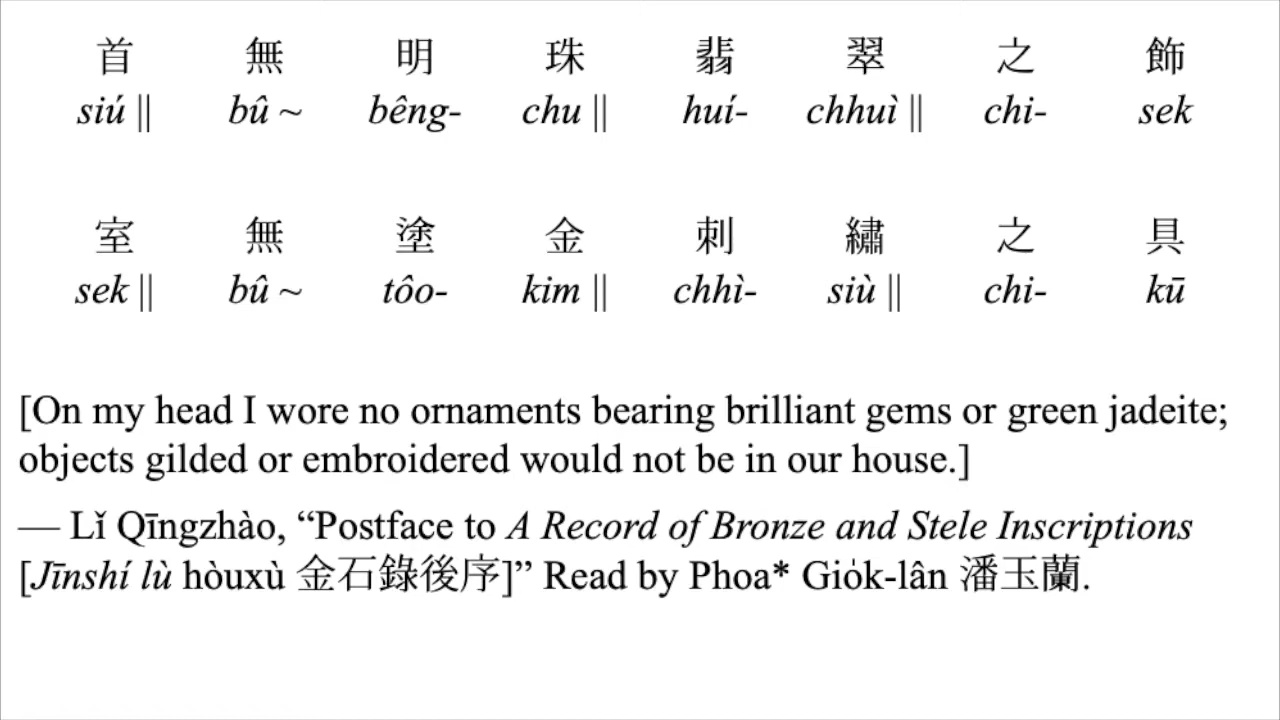 首 無 明 珠 翡 翠 之 飾
siú || bû ~ bêng- chu || huí- chhuì || chi- sek
室 無 塗 金 刺 繡 之 具
sek || bû ~ tôo- kim || chhì- siù || chi- kū
[On my head I wore no ornaments bearing brilliant gems or green jadeite;
objects gilded or embroidered would not be in our house.]
— Lǐ Qīngzhào, “Postface to A Record of Bronze and Stele Inscriptions
[Jīnshí lù hòuxù 金石錄後序]” Read by Phoa* Gio̍k-lân 潘玉蘭.